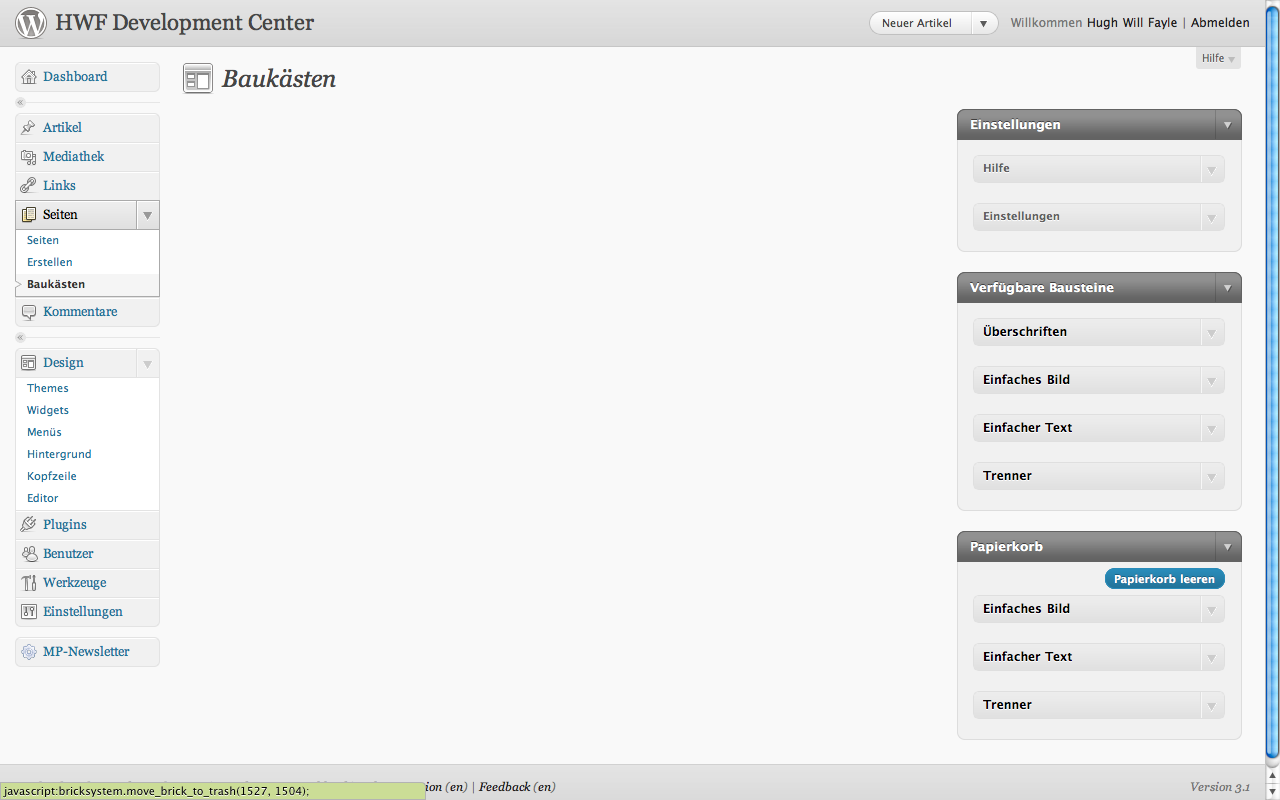 HWF Development Center
Neuer Artikel
Willkommen Hugh Will Fayle | Abmelden
Hilfe
Dashboard
Artikel
Mediathek
Links
Seiten
Seiten
Erstellen
Baukästen
Kommentare
Design
Themes
Widgets
Menüs
Hintergrund
Kopfzeile
Editor
Plugins
Benutzer
Werkzeuge
Einstellungen
MP-Newsletter
Baukästen
Einstellungen
Hilfe
Einstellungen
Verfügbare Bausteine
Überschriften
Einfaches Bild
Einfacher Text
Trenner
Papierkorb
Papierkorb leeren
Einfaches Bild
Einfacher Text
Trenner
(en) | Feedback (en)
Version 3.1
javascript:bricksystem.move_brick_to_trash(1527, 1504);